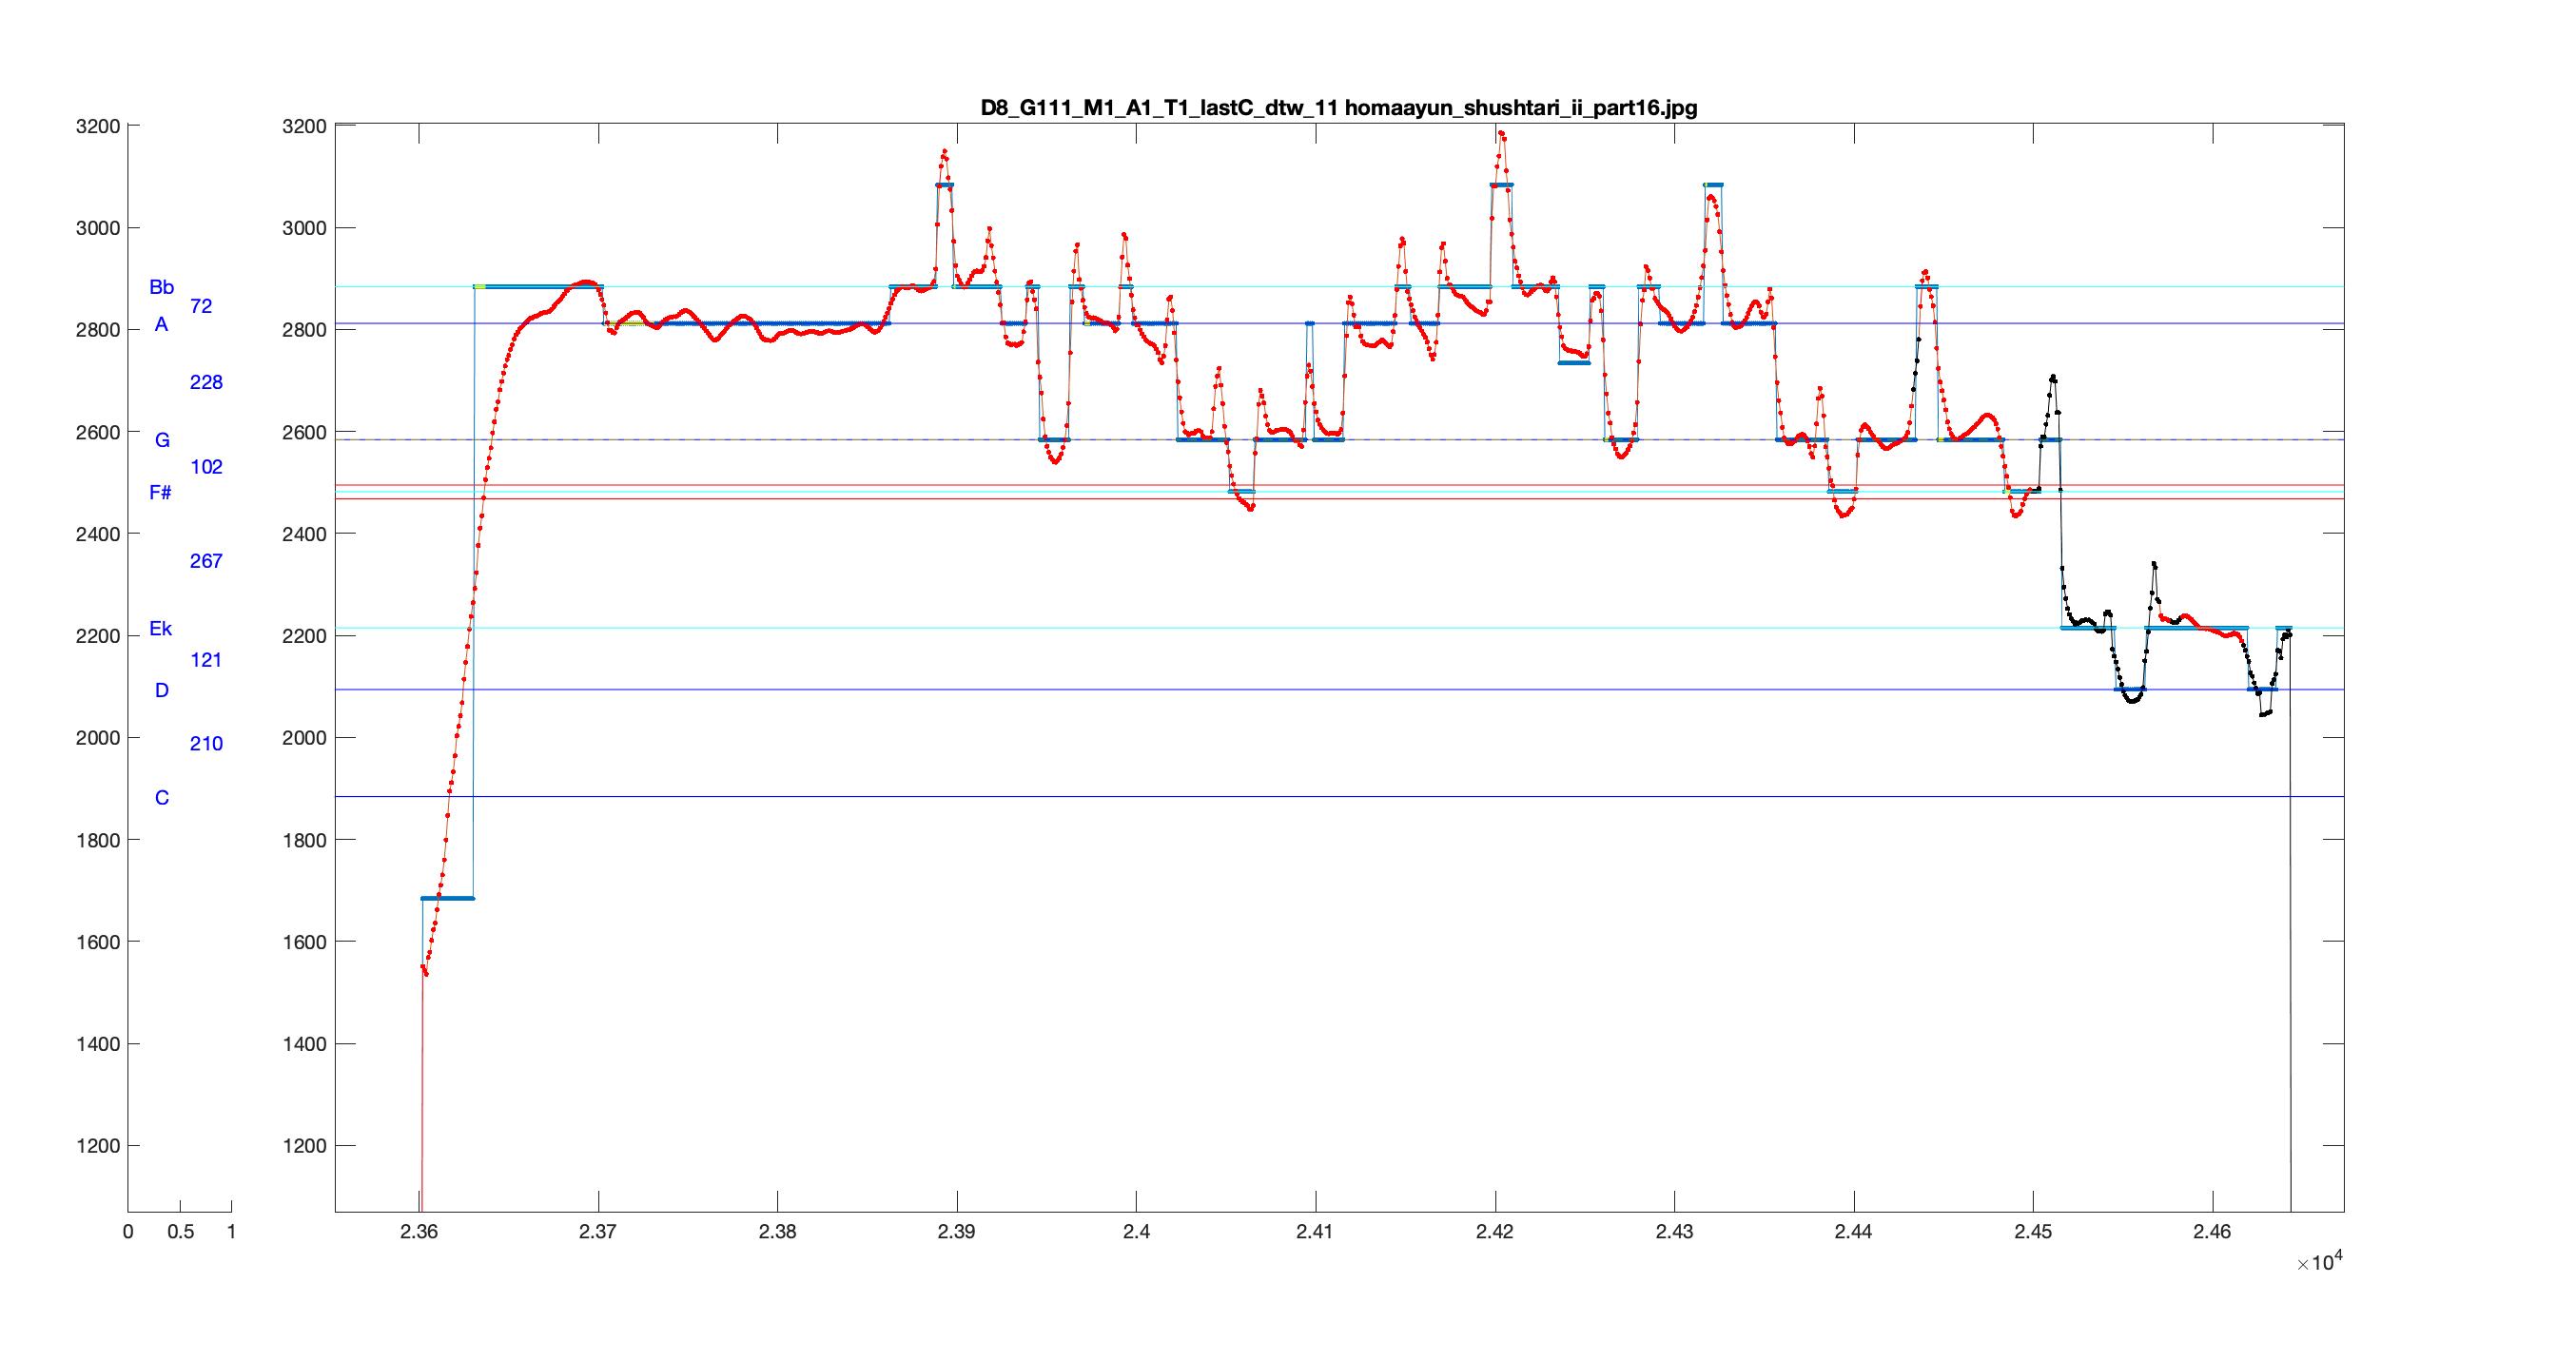 D8_G111_M1_A1_T1_lastC_dtw_11 homaayun_shushtari_ii_part16.jpg
3200 3200
3000 3000
Bb
72
2800 A 2800
228
2600 G 2600
102
F#
2400 2400
267
2200 Ek 2200
121
D
2000 210 2000
1800 C 1800
1600 1600
1400 1400
1200 1200
0 0.5 1 2.36 2.37 2.38 2.39 2.4 2.41 2.42 2.43 2.44 2.45 2.46
×10^4